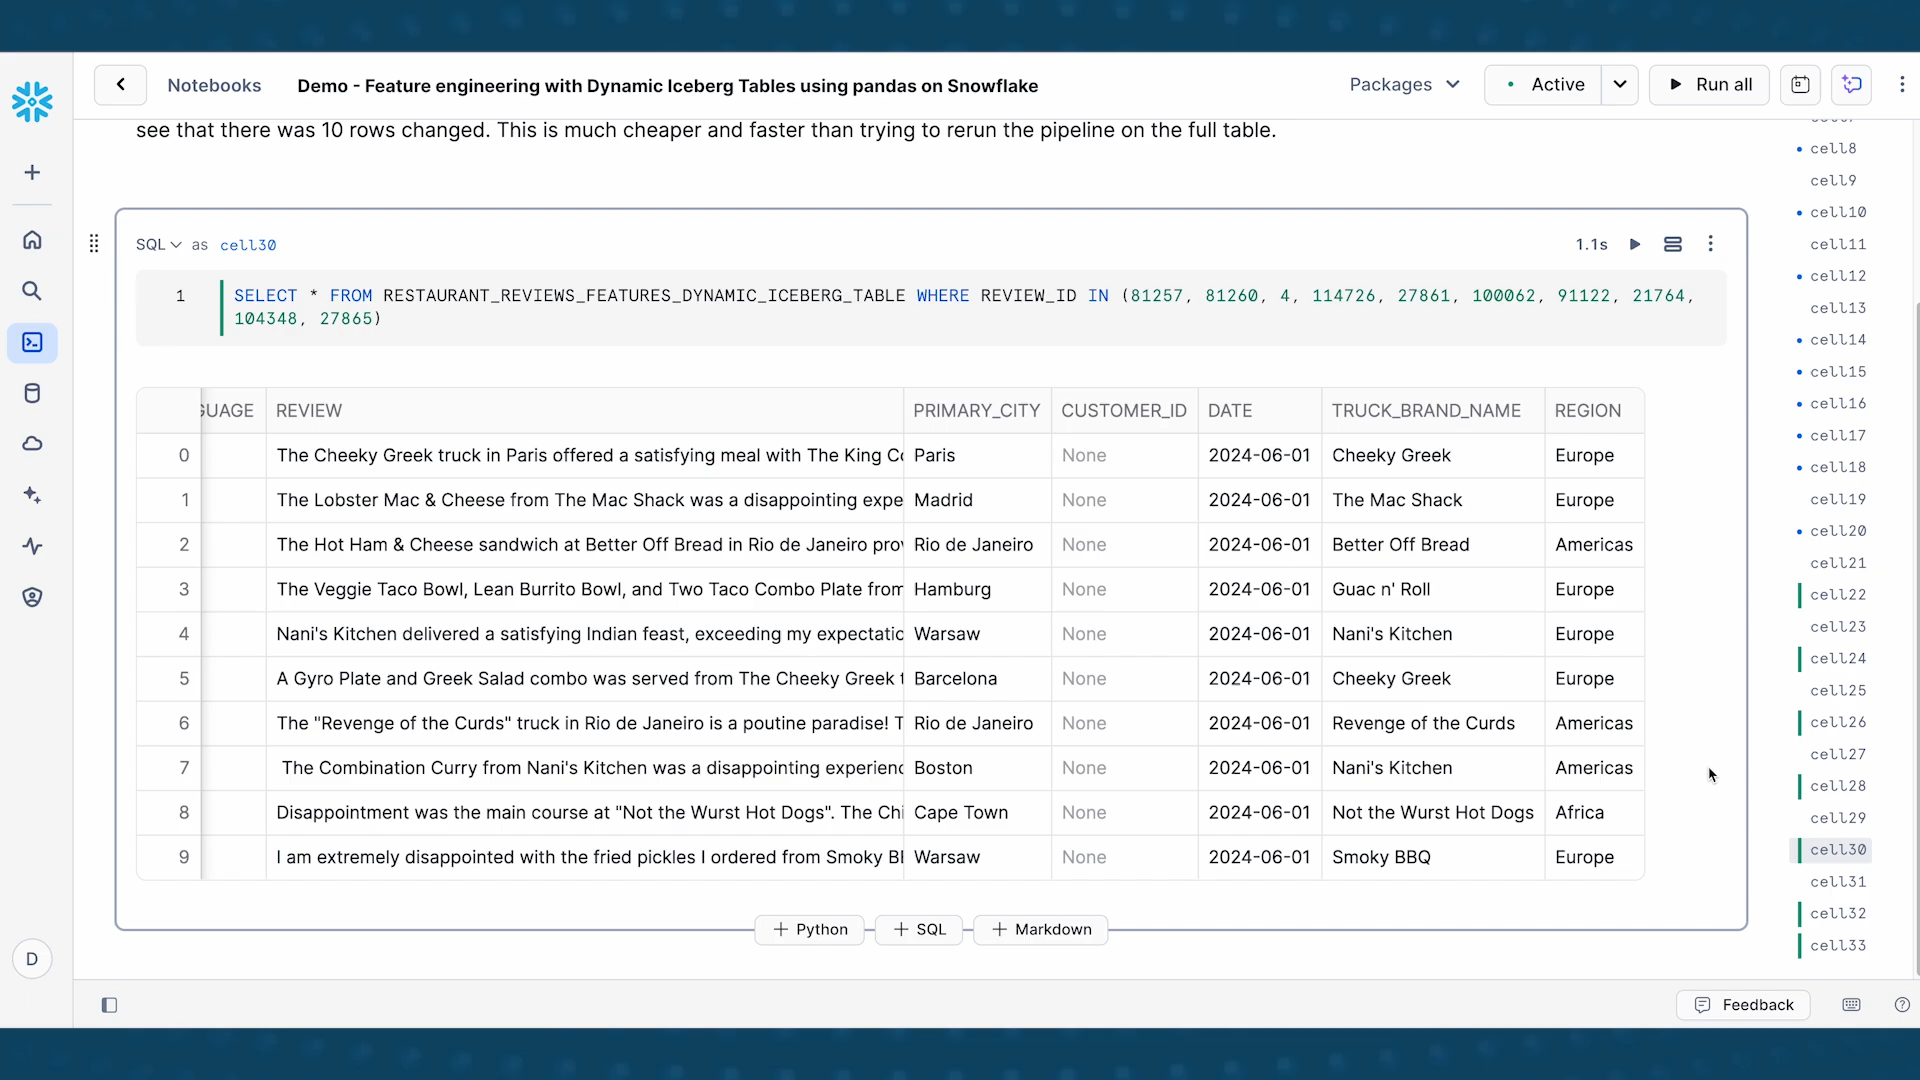 Notebooks
Demo - Feature engineering with Dynamic Iceberg Tables using pandas on Snowflake
Packages
Active
Run all
see that there was 10 rows changed. This is much cheaper and faster than trying to rerun the pipeline on the full table.
SQL as cell30
1.1s
1 SELECT * FROM RESTAURANT_REVIEWS_FEATURES_DYNAMIC_ICEBERG_TABLE WHERE REVIEW_ID IN (81257, 81260, 4, 114726, 27861, 100062, 91122, 21764,
104348, 27865)
GUAGE REVIEW PRIMARY_CITY CUSTOMER_ID DATE TRUCK_BRAND_NAME REGION
0 The Cheeky Greek truck in Paris offered a satisfying meal with The King Paris None 2024-06-01 Cheeky Greek Europe
1 The Lobster Mac & Cheese from The Mac Shack was a disappointing expe Madrid None 2024-06-01 The Mac Shack Europe
2 The Hot Ham & Cheese sandwich at Better Off Bread in Rio de Janeiro prov Rio de Janeiro None 2024-06-01 Better Off Bread Americas
3 The Veggie Taco Bowl, Lean Burrito Bowl, and Two Taco Combo Plate from Hamburg None 2024-06-01 Guac n' Roll Europe
4 Nani's Kitchen delivered a satisfying Indian feast, exceeding my expectatic Warsaw None 2024-06-01 Nani's Kitchen Europe
5 A Gyro Plate and Greek Salad combo was served from The Cheeky Greek t Barcelona None 2024-06-01 Cheeky Greek Europe
6 The "Revenge of the Curds" truck in Rio de Janeiro is a poutine paradise! T Rio de Janeiro None 2024-06-01 Revenge of the Curds Americas
7 The Combination Curry from Nani's Kitchen was a disappointing experienc Boston None 2024-06-01 Nani's Kitchen Americas
8 Disappointment was the main course at "Not the Wurst Hot Dogs". The Chi Cape Town None 2024-06-01 Not the Wurst Hot Dogs Africa
9 I am extremely disappointed with the fried pickles I ordered from Smoky Warsaw None 2024-06-01 Smoky BBQ Europe
+ Python
+ SQL
+ Markdown
cell8
cell9
cell10
cell11
cell12
cell13
cell14
cell15
cell16
cell17
cell18
cell19
cell20
cell21
cell22
cell23
cell24
cell25
cell26
cell27
cell28
cell29
cell30
cell31
cell32
cell33
D
Feedback